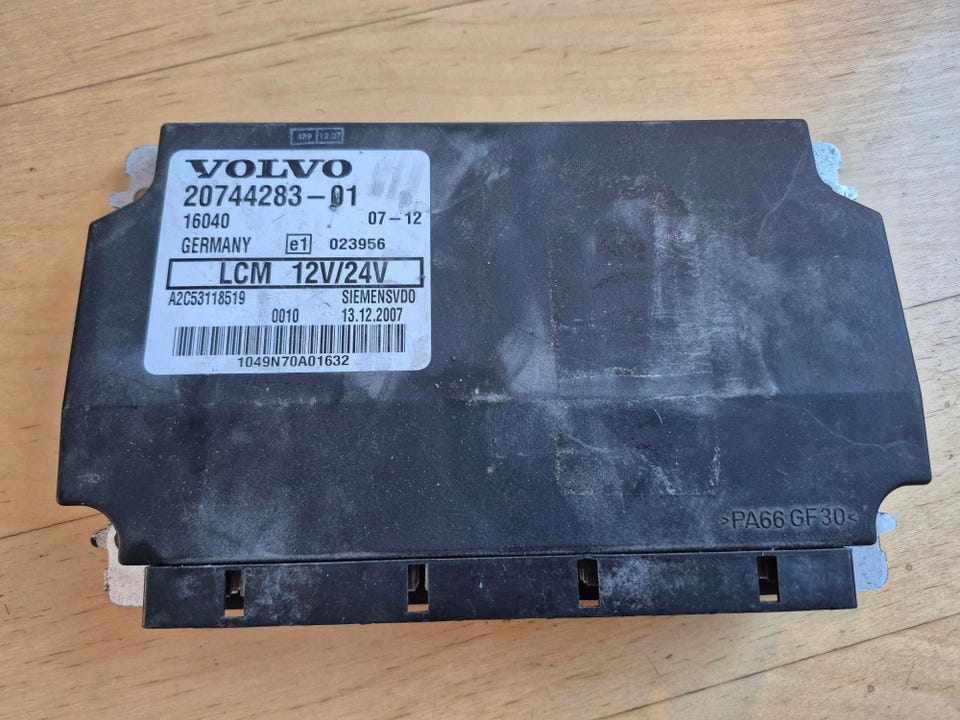 489 12.07
VOLVO
20744283-01
16040 07-12
GERMANY e1 023956
LCM 12V/24V
A2C53118519 SIEMENSVDO
0010 13.12.2007
1049N70A01632
>PA66 GF30<